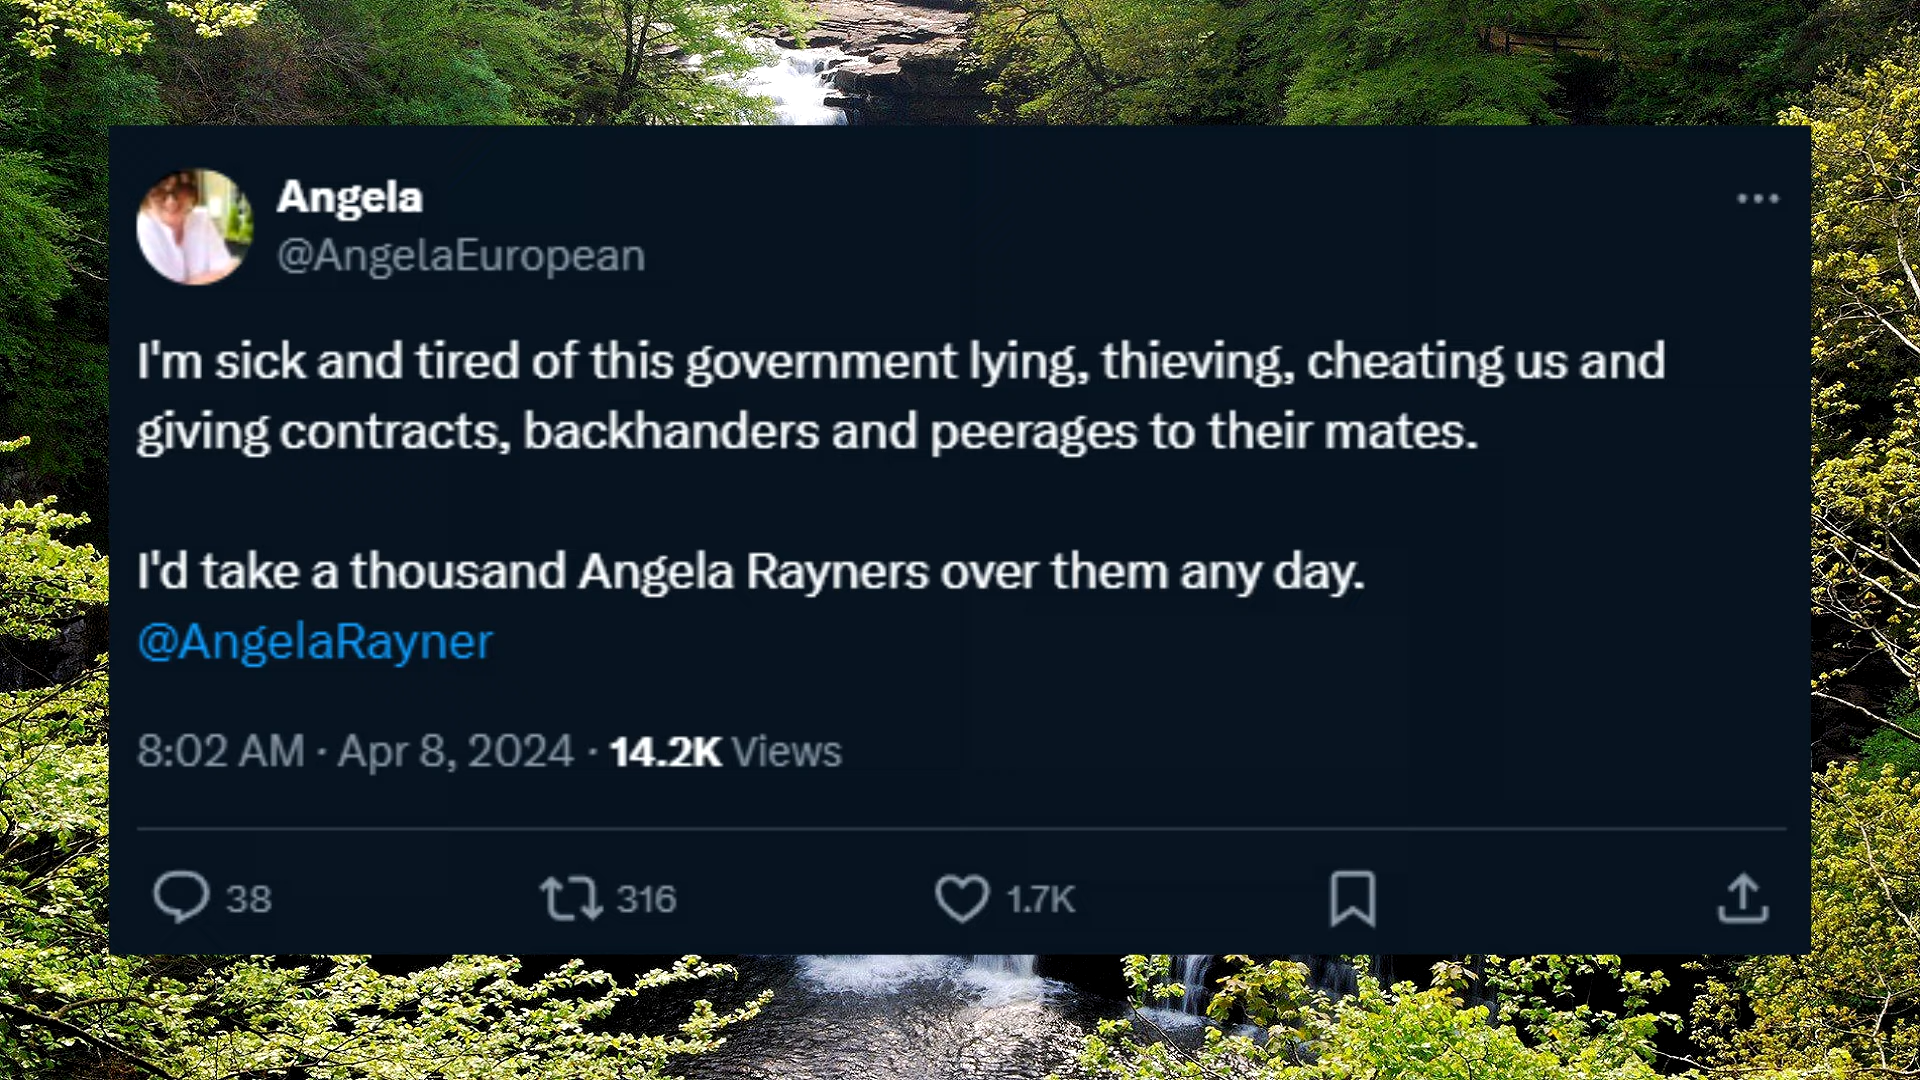 Angela
@AngelaEuropean
I'm sick and tired of this government lying, thieving, cheating us and
giving contracts, backhanders and peerages to their mates.
I'd take a thousand Angela Rayners over them any day.
@AngelaRayner
8:02 AM · Apr 8, 2024 · 14.2K Views
38 316 1.7K